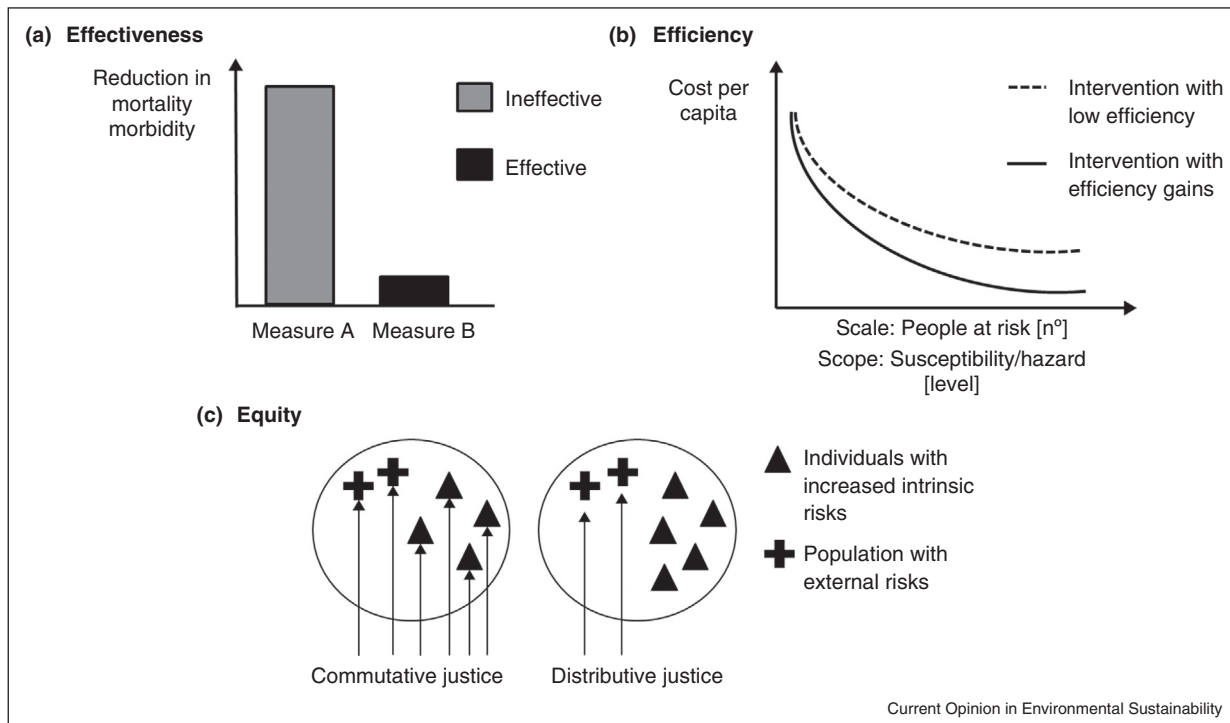 (a) Effectiveness
Reduction in
mortality
morbidity
Ineffective
Effective
Measure A Measure B
(b) Efficiency
Cost per
capita
Intervention with
low efficiency
Intervention with
efficiency gains
Scale: People at risk [nº]
Scope: Susceptibility/hazard
[level]
(c) Equity
Individuals with
increased intrinsic
risks
Population with
external risks
Commutative justice
Distributive justice
Current Opinion in Environmental Sustainability